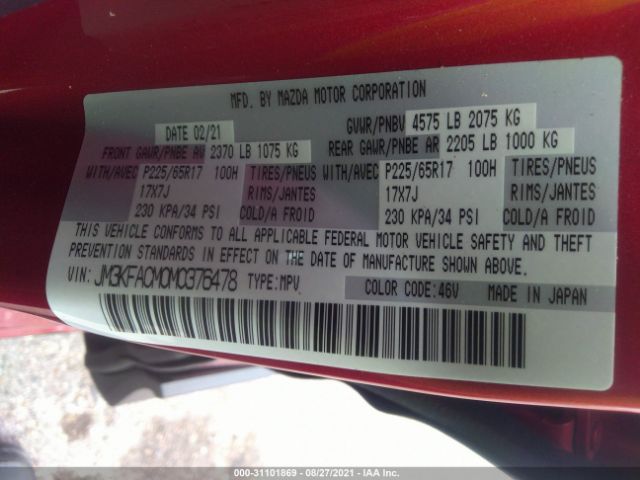 MFD. BY MAZDA MOTOR CORPORATION
DATE 02/21 GVWR/PNBV 4575 LB 2075 KG
FRONT GAWR/PNBE AV 2370 LB 1075 KG REAR GAWR/PNBE AR 2205 LB 1000 KG
WITH/AVEC P225/65R17 100H TIRES/PNEUS WITH/AVEC P225/65R17 100H TIRES/PNEUS
17X7J RIMS/JANTES 17X7J RIMS/JANTES
230 KPA/34 PSI COLD/A FROID 230 KPA/34 PSI COLD/A FROID
THIS VEHICLE CONFORMS TO ALL APPLICABLE FEDERAL MOTOR VEHICLE SAFETY AND THEFT
PREVENTION STANDARDS IN EFFECT ON THE DATE OF MANUFACTURE SHOWN ABOVE.
VIN: JM3KFACM0M0376478 TYPE: MPV COLOR CODE: 46V MADE IN JAPAN
000-31101869 - 08/27/2021 - IAAI.COM